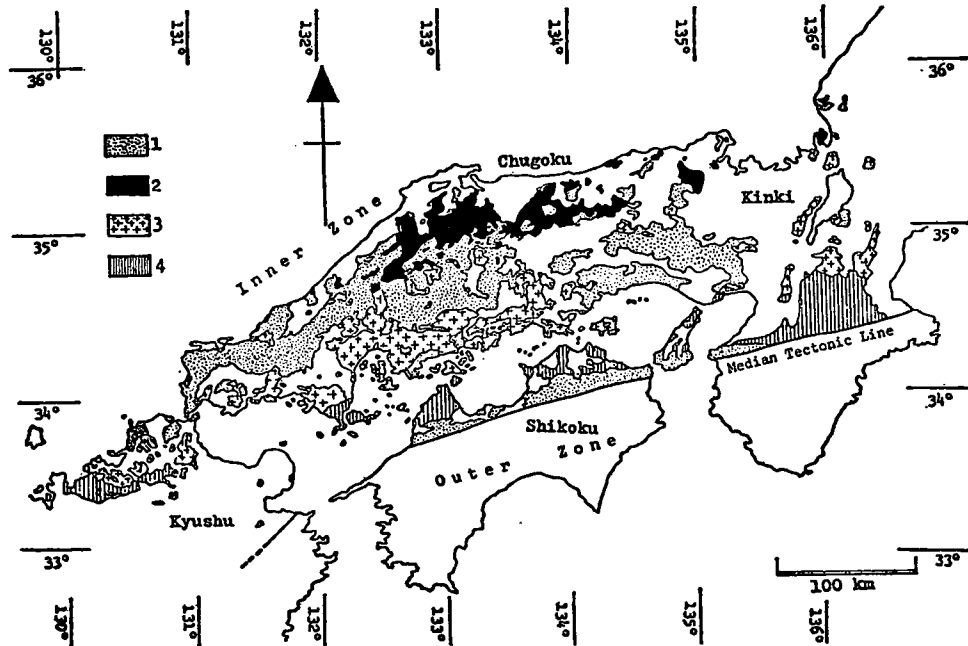 130° 131° 132° 133° 134° 135° 136°
36° 36°
1
2
3
4
Chugoku
Kinki
Inner Zone
35° 35°
Median Tectonic Line
34° 34°
Shikoku
Outer Zone
Kyushu
33° 33°
100 km
130° 131° 132° 133° 134° 135° 136°